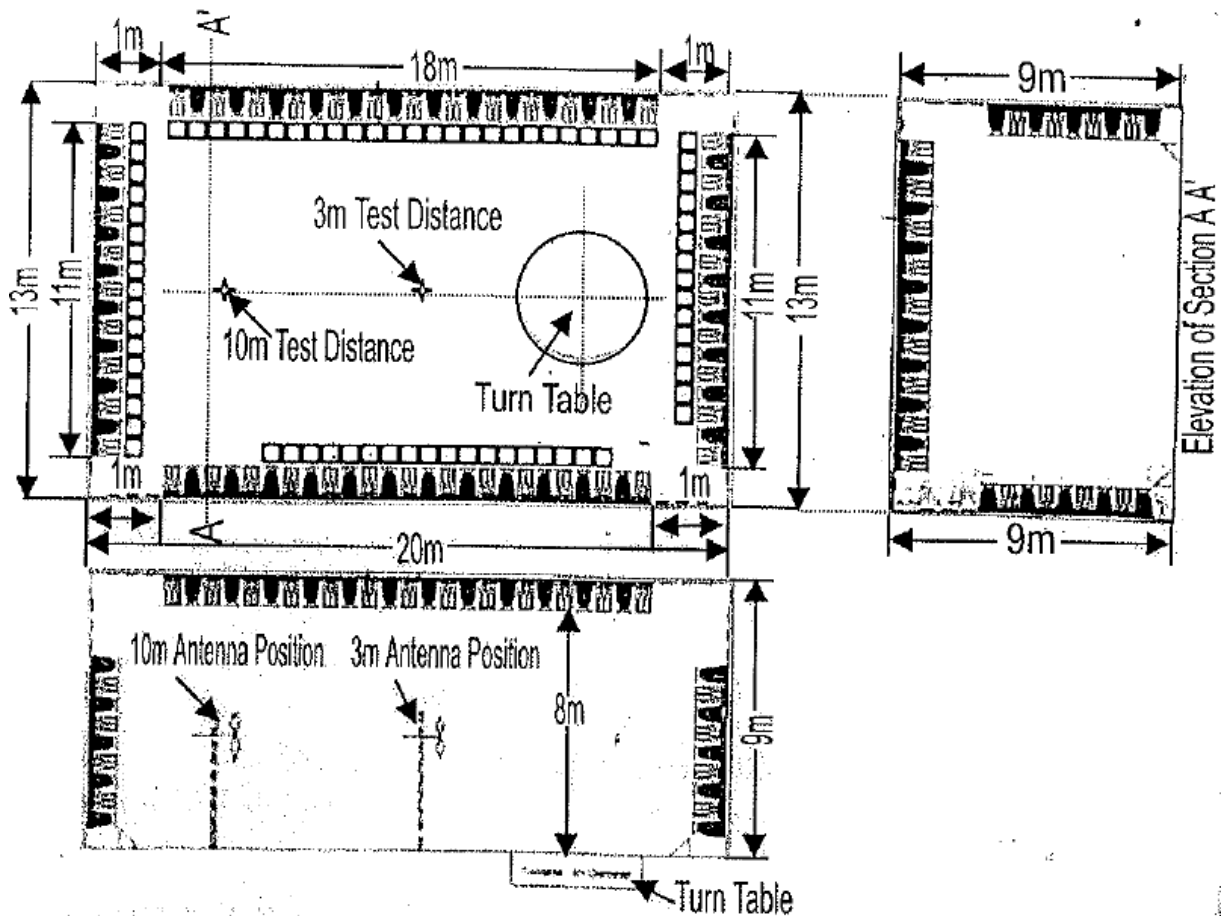 A'
1m
18m
1m
9m
3m Test Distance
13m
11m
11m
13m
10m Test Distance
Turn Table
Elevation of Section A A'
1m
1m
A
20m
9m
10m Antenna Position
3m Antenna Position
8m
9m
Turn Table